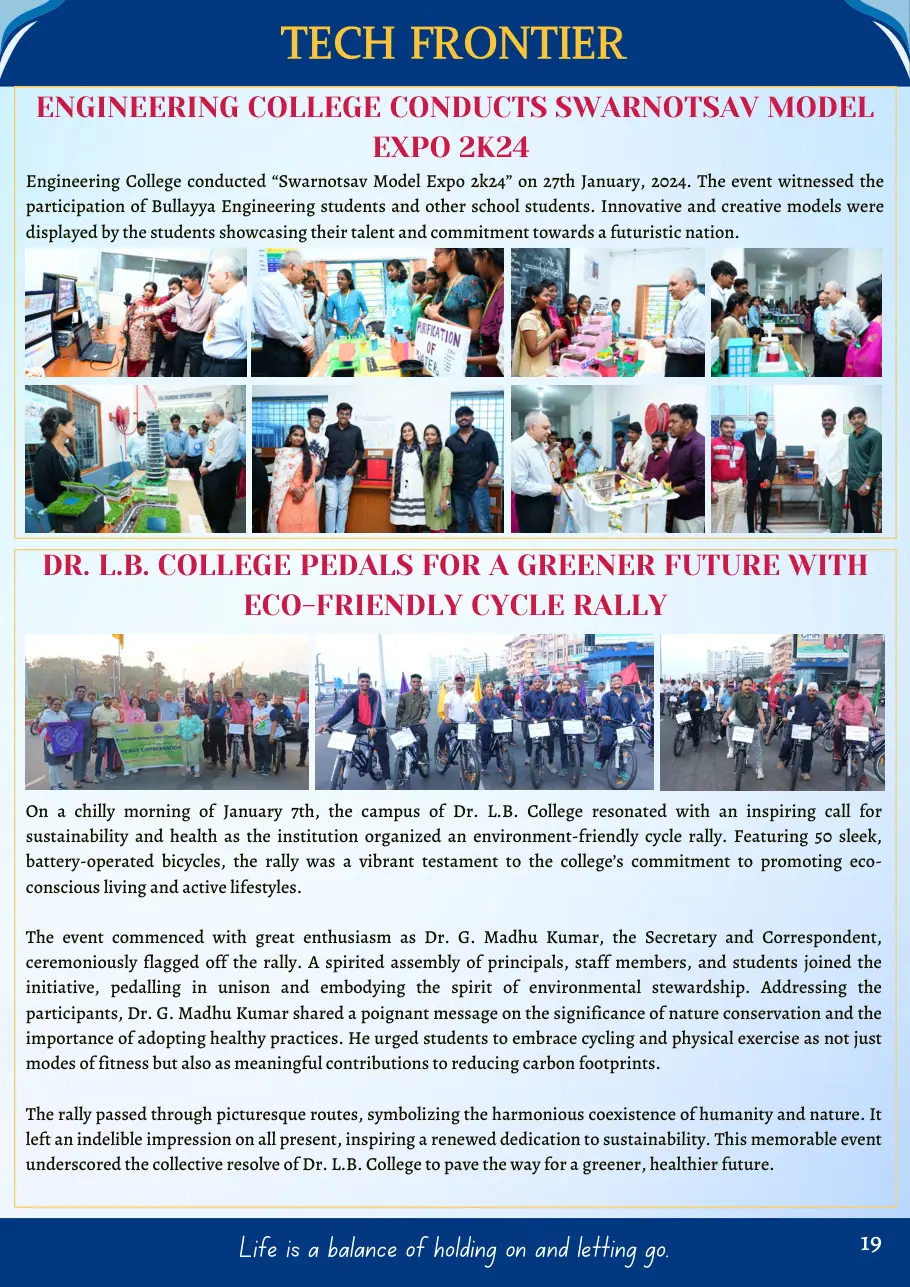 TECH FRONTIER
ENGINEERING COLLEGE CONDUCTS SWARNOTSAV MODEL
EXPO 2K24
Engineering College conducted “Swarnotsav Model Expo 2k24” on 27th January, 2024. The event witnessed the
participation of Bullayya Engineering students and other school students. Innovative and creative models were
displayed by the students showcasing their talent and commitment towards a futuristic nation.
PURIFICATION
OF
WATER
DR. L.B. COLLEGE PEDALS FOR A GREENER FUTURE WITH
ECO-FRIENDLY CYCLE RALLY
On a chilly morning of January 7th, the campus of Dr. L.B. College resonated with an inspiring call for
sustainability and health as the institution organized an environment-friendly cycle rally. Featuring 50 sleek,
battery-operated bicycles, the rally was a vibrant testament to the college’s commitment to promoting eco-
conscious living and active lifestyles.
The event commenced with great enthusiasm as Dr. G. Madhu Kumar, the Secretary and Correspondent,
ceremoniously flagged off the rally. A spirited assembly of principals, staff members, and students joined the
initiative, pedalling in unison and embodying the spirit of environmental stewardship. Addressing the
participants, Dr. G. Madhu Kumar shared a poignant message on the significance of nature conservation and the
importance of adopting healthy practices. He urged students to embrace cycling and physical exercise as not just
modes of fitness but also as meaningful contributions to reducing carbon footprints.
The rally passed through picturesque routes, symbolizing the harmonious coexistence of humanity and nature. It
left an indelible impression on all present, inspiring a renewed dedication to sustainability. This memorable event
underscored the collective resolve of Dr. L.B. College to pave the way for a greener, healthier future.
Life is a balance of holding on and letting go.
19